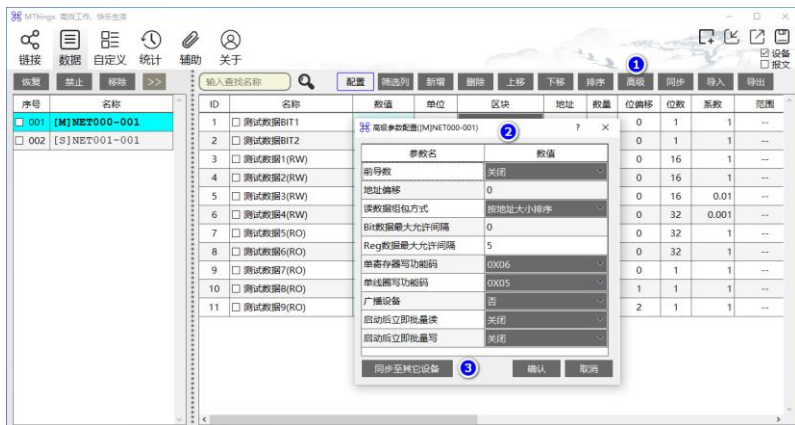 MThings 高效工作、快乐生活
链接 数据 自定义 统计 辅助 关于
设备
报文
恢复 禁止 移除 >> 输入查找名称 配置 筛选列 新增 删除 上移 下移 排序 高级 同步 导入 导出
1
序号 名称 ID 名称 数值 单位 区块 地址 数量 位偏移 位数 系数 范围
001 [M]NET000-001 1 测试数据BIT1 0 1 1 --
002 [S]NET001-001 2 测试数据BIT2 0 1 1 --
3 测试数据1(RW) 0 16 1 --
4 测试数据2(RW) 0 16 1 --
5 测试数据3(RW) 0 16 0.01 --
6 测试数据4(RW) 0 32 0.001 --
7 测试数据5(RO) 0 32 1 --
8 测试数据6(RO) 0 32 1 --
9 测试数据7(RO) 0 1 1 --
10 测试数据8(RO) 1 1 1 --
11 测试数据9(RO) 2 1 1 --
高级参数配置([M]NET000-001) 2 ? ×
参数名 数值
前导数 关闭
地址偏移 0
读数据组包方式 按地址大小排序
Bit数据最大允许间隔 0
Reg数据最大允许间隔 5
单寄存器写功能码 0X06
单线圈写功能码 0X05
广播设备 否
启动后立即批量读 关闭
启动后立即批量写 关闭
同步至其它设备 3 确认 取消